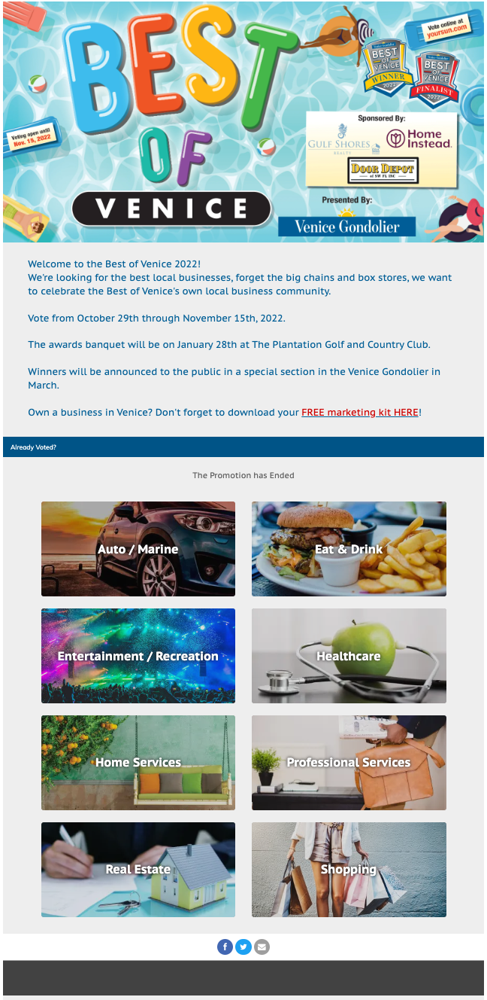 BEST
OF
VENICE
Vote online at
yoursun.com
Venice Gondolier
BEST
OF
VENICE
WINNER
2022
Venice Gondolier
BEST
OF
VENICE
FINALIST
2022
Voting open until
Nov. 15, 2022
Sponsored By:
GULF SHORES
REALTY
Home
Instead.
DOOR DEPOT
of SW FL INC
Presented By:
Venice Gondolier
Welcome to the Best of Venice 2022!
We're looking for the best local businesses, forget the big chains and box stores, we want
to celebrate the Best of Venice's own local business community.
Vote from October 29th through November 15th, 2022.
The awards banquet will be on January 28th at The Plantation Golf and Country Club.
Winners will be announced to the public in a special section in the Venice Gondolier in
March.
Own a business in Venice? Don't forget to download your FREE marketing kit HERE!
Already Voted?
The Promotion has Ended
Auto / Marine
Eat & Drink
Entertainment / Recreation
Healthcare
Home Services
Professional Services
Real Estate
Shopping